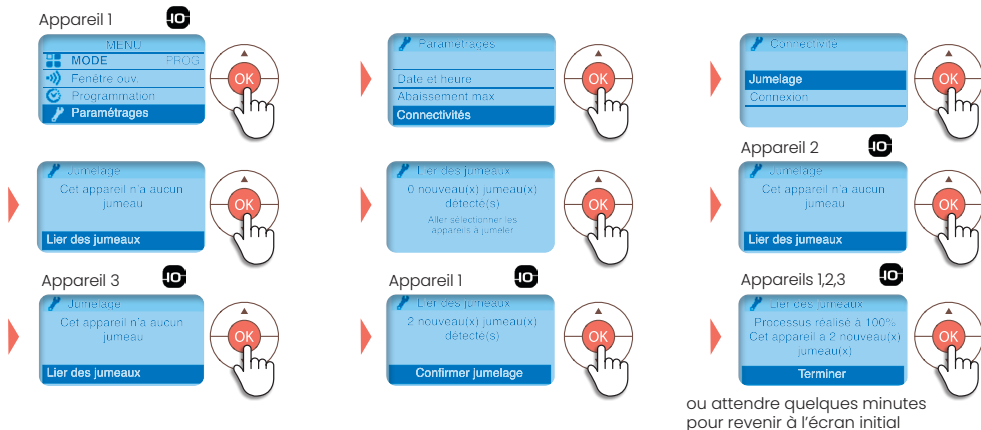 Appareil 1
MENU
MODE PROG
Fenêtre ouv.
Programmation
Paramétrages
OK
Paramétrages
Date et heure
Abaissement max
Connectivités
OK
Connectivité
Jumelage
Connexion
OK
Jumelage
Cet appareil n'a aucun
jumeau
Lier des jumeaux
OK
Lier des jumeaux
0 nouveau(x) jumeau(x)
détecté(s)
Aller sélectionner les
appareils à jumeler
OK
Appareil 2
Jumelage
Cet appareil n'a aucun
jumeau
Lier des jumeaux
OK
Appareil 3
Jumelage
Cet appareil n'a aucun
jumeau
Lier des jumeaux
OK
Appareil 1
Lier des jumeaux
2 nouveau(x) jumeau(x)
détecté(s)
Confirmer jumelage
OK
Appareils 1,2,3
Lier des jumeaux
Processus réalisé à 100%
Cet appareil a 2 nouveau(x)
jumeau(x)
Terminer
OK
ou attendre quelques minutes
pour revenir à l'écran initial